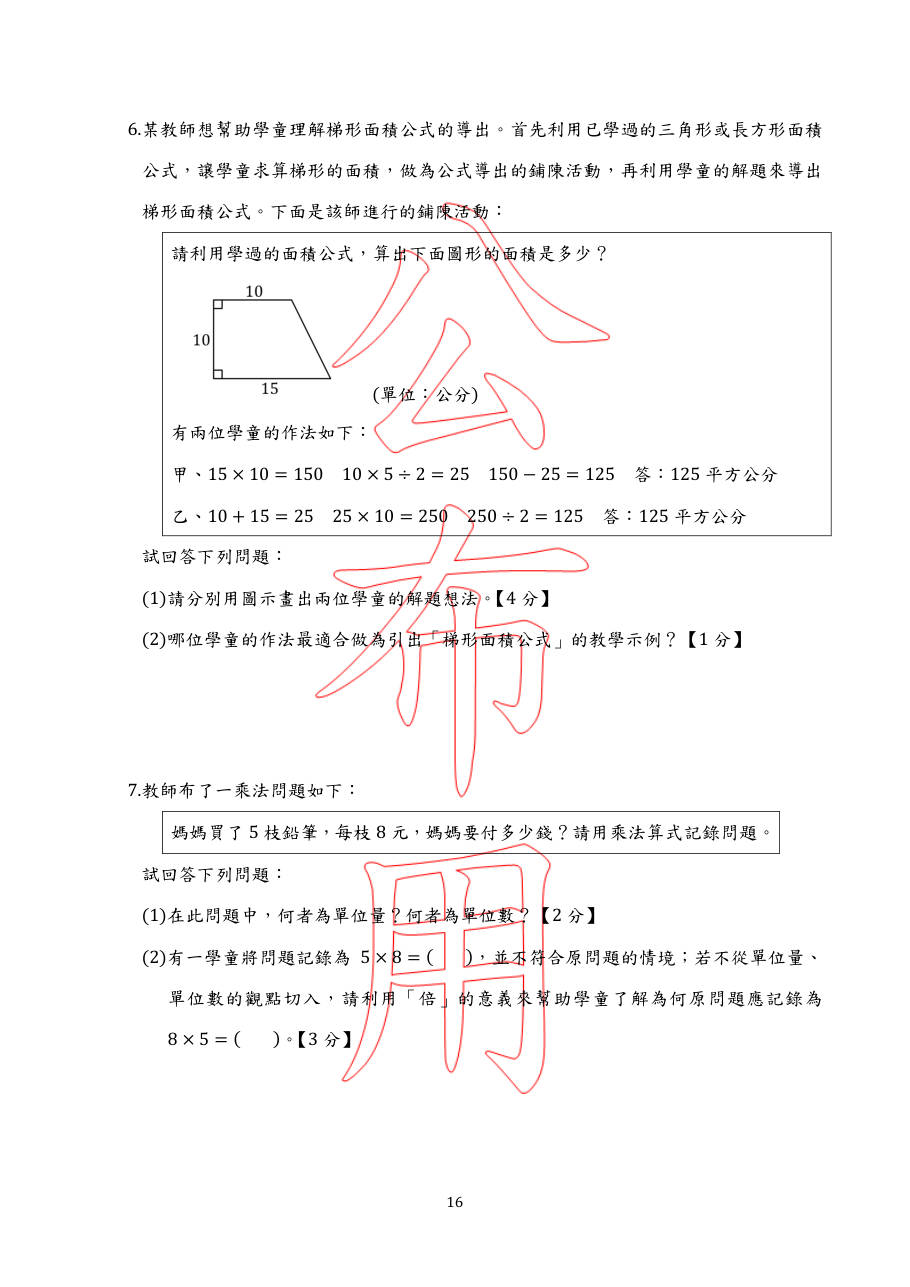 6.某教師想幫助學童理解梯形面積公式的導出。首先利用已學過的三角形或長方形面積
公式，讓學童求算梯形的面積，做為公式導出的鋪陳活動，再利用學童的解題來導出
梯形面積公式。下面是該師進行的鋪陳活動：
請利用學過的面積公式，算出下面圖形的面積是多少？
10
10
15
(單位：公分)
有兩位學童的作法如下：
甲、15 × 10 = 150 10 × 5 ÷ 2 = 25 150 − 25 = 125 答：125 平方公分
乙、10 + 15 = 25 25 × 10 = 250 250 ÷ 2 = 125 答：125 平方公分
試回答下列問題：
(1)請分別用圖示畫出兩位學童的解題想法。【4 分】
(2)哪位學童的作法最適合做為引出「梯形面積公式」的教學示例？【1 分】
7.教師布了一乘法問題如下：
媽媽買了 5 枝鉛筆，每枝 8 元，媽媽要付多少錢？請用乘法算式記錄問題。
試回答下列問題：
(1)在此問題中，何者為單位量？何者為單位數？【2 分】
(2)有一學童將問題記錄為 5 × 8 = ( )，並不符合原問題的情境；若不從單位量、
單位數的觀點切入，請利用「倍」的意義來幫助學童了解為何原問題應記錄為
8 × 5 = ( )。【3 分】
公布用
16